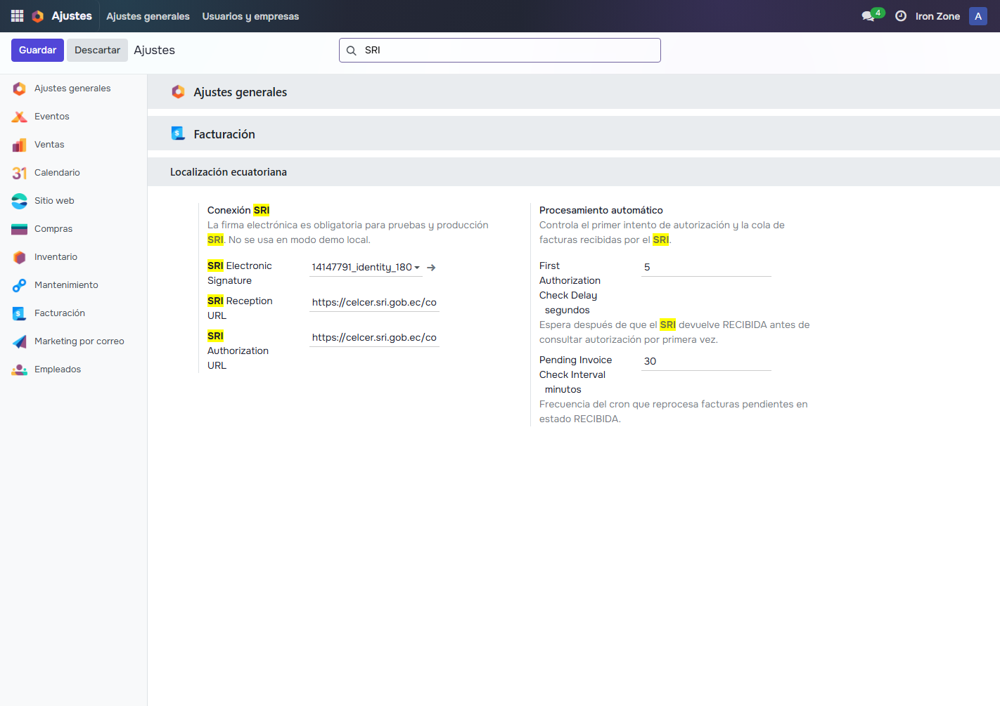 Ajustes
Ajustes generales
Usuarios y empresas
4
Iron Zone
A
Guardar
Descartar
Ajustes
SRI
Ajustes generales
Eventos
Ventas
31
Calendario
Sitio web
Compras
Inventario
Mantenimiento
$
Facturación
Marketing por correo
Empleados
Ajustes generales
$
Facturación
Localización ecuatoriana
Conexión SRI
La firma electrónica es obligatoria para pruebas y producción
SRI. No se usa en modo demo local.
SRI Electronic
Signature
14147791_identity_180
SRI Reception
URL
https://celcer.sri.gob.ec/co
SRI
Authorization
URL
https://celcer.sri.gob.ec/co
Procesamiento automático
Controla el primer intento de autorización y la cola de
facturas recibidas por el SRI.
First
Authorization
Check Delay
segundos
5
Espera después de que el SRI devuelve RECIBIDA antes de
consultar autorización por primera vez.
Pending Invoice
Check Interval
minutos
30
Frecuencia del cron que reprocesa facturas pendientes en
estado RECIBIDA.